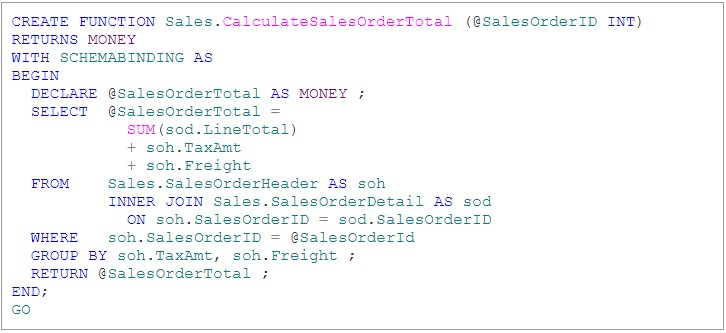 CREATE FUNCTION Sales.CalculateSalesOrderTotal (@SalesOrderID INT)
RETURNS MONEY
WITH SCHEMABINDING AS
BEGIN
  DECLARE @SalesOrderTotal AS MONEY ;
  SELECT  @SalesOrderTotal =
            SUM(sod.LineTotal)
            + soh.TaxAmt
            + soh.Freight
  FROM    Sales.SalesOrderHeader AS soh
          INNER JOIN Sales.SalesOrderDetail AS sod
            ON soh.SalesOrderID = sod.SalesOrderID
  WHERE   soh.SalesOrderID = @SalesOrderId
  GROUP BY soh.TaxAmt, soh.Freight ;
  RETURN @SalesOrderTotal ;
END;
GO